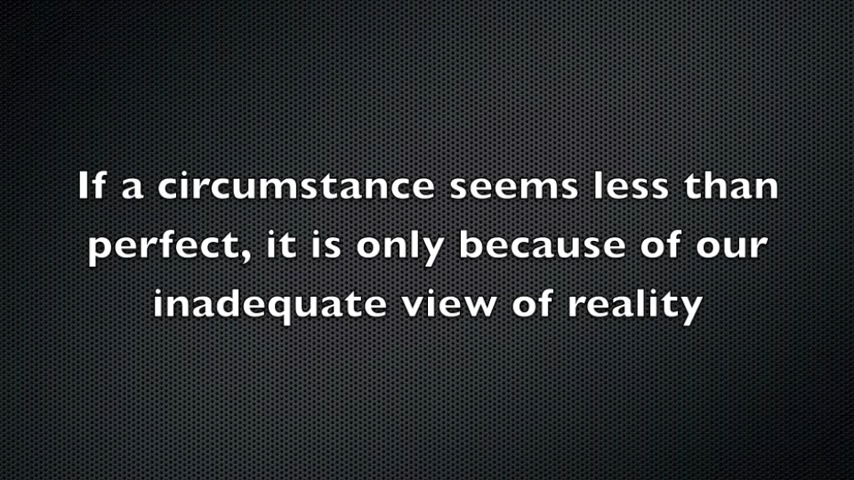 If a circumstance seems less than
perfect, it is only because of our
inadequate view of reality